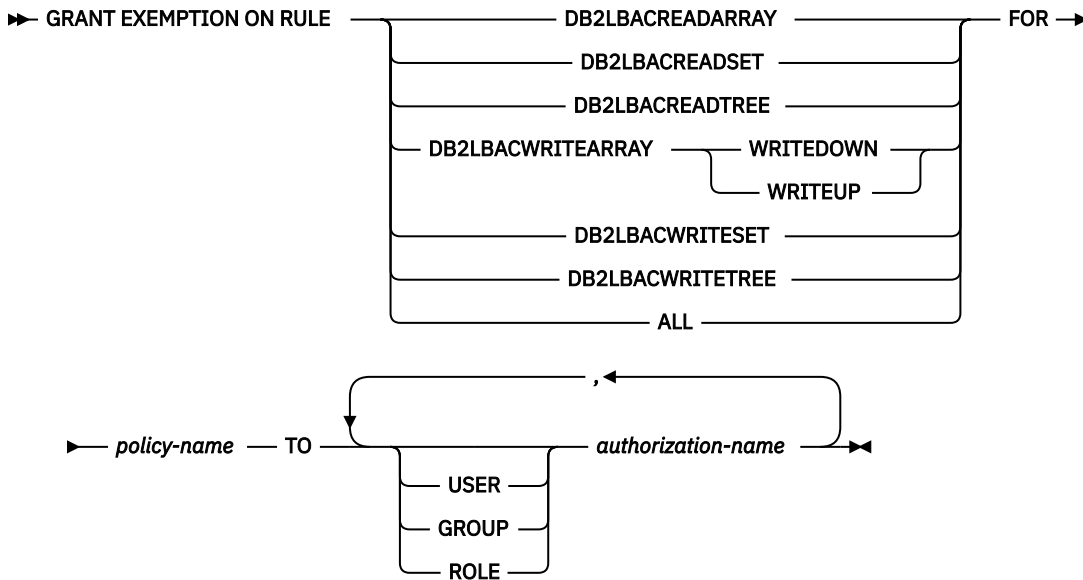 GRANT EXEMPTION ON RULE DB2LBACREADARRAY FOR
DB2LBACREADSET
DB2LBACREADTREE
DB2LBACWRITEARRAY WRITEDOWN
WRITEUP
DB2LBACWRITESET
DB2LBACWRITETREE
ALL
,
policy-name TO authorization-name
USER
GROUP
ROLE